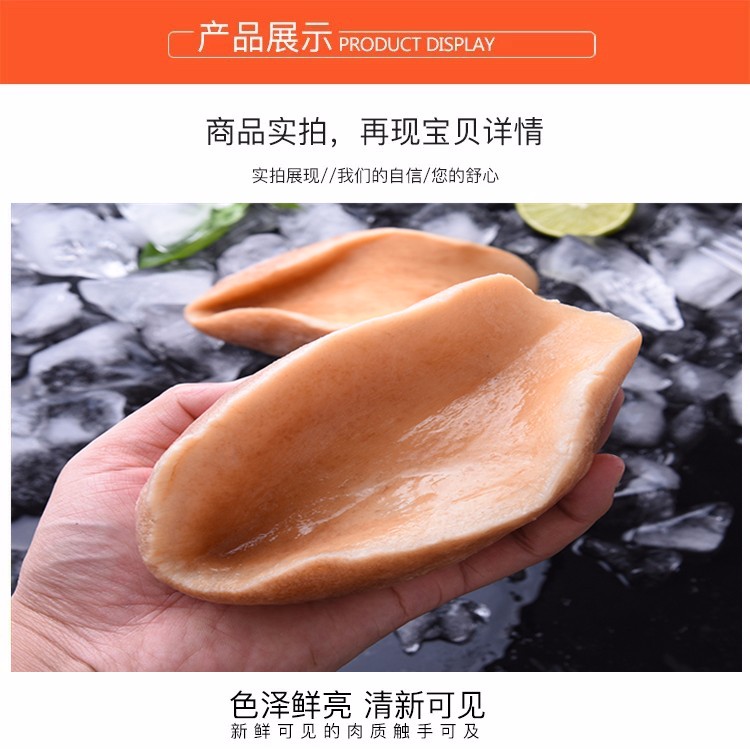 产品展示 PRODUCT DISPLAY
商品实拍，再现宝贝详情
实拍展现//我们的自信/您的舒心
色泽鲜亮 清新可见
新鲜可见的肉质触手可及